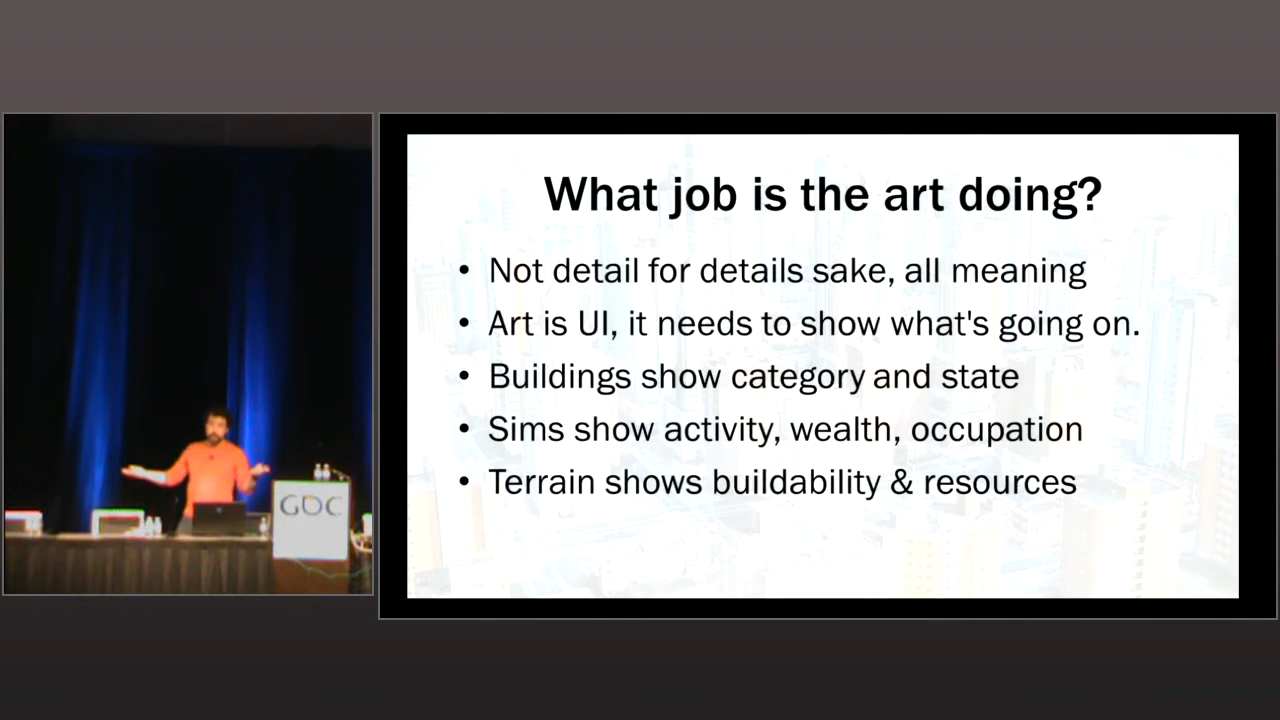 What job is the art doing?
• Not detail for details sake, all meaning
• Art is UI, it needs to show what's going on.
• Buildings show category and state
• Sims show activity, wealth, occupation
• Terrain shows buildability & resources
GDC